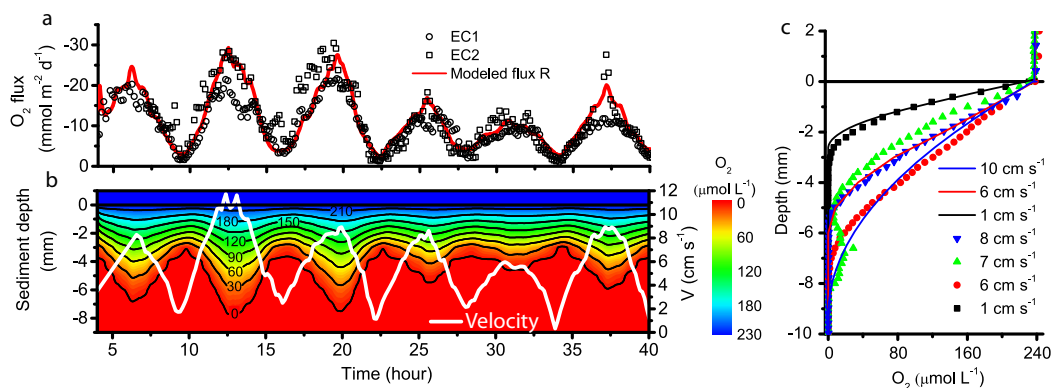 a
-30
-20
-10
0
O₂ flux
(mmol m⁻² d⁻¹)
EC1
EC2
Modeled flux R
b
0
-2
-4
-6
-8
Sediment depth
(mm)
210
180
150
120
90
60
30
0
Velocity
12
10
8
6
4
2
0
V (cm s⁻¹)
5 10 15 20 25 30 35 40
Time (hour)
O₂
(µmol L⁻¹)
0
60
120
180
230
c
0
-2
-4
-6
-8
-10
Depth (mm)
10 cm s⁻¹
6 cm s⁻¹
1 cm s⁻¹
8 cm s⁻¹
7 cm s⁻¹
6 cm s⁻¹
1 cm s⁻¹
0 80 160 240
O₂ (µmol L⁻¹)